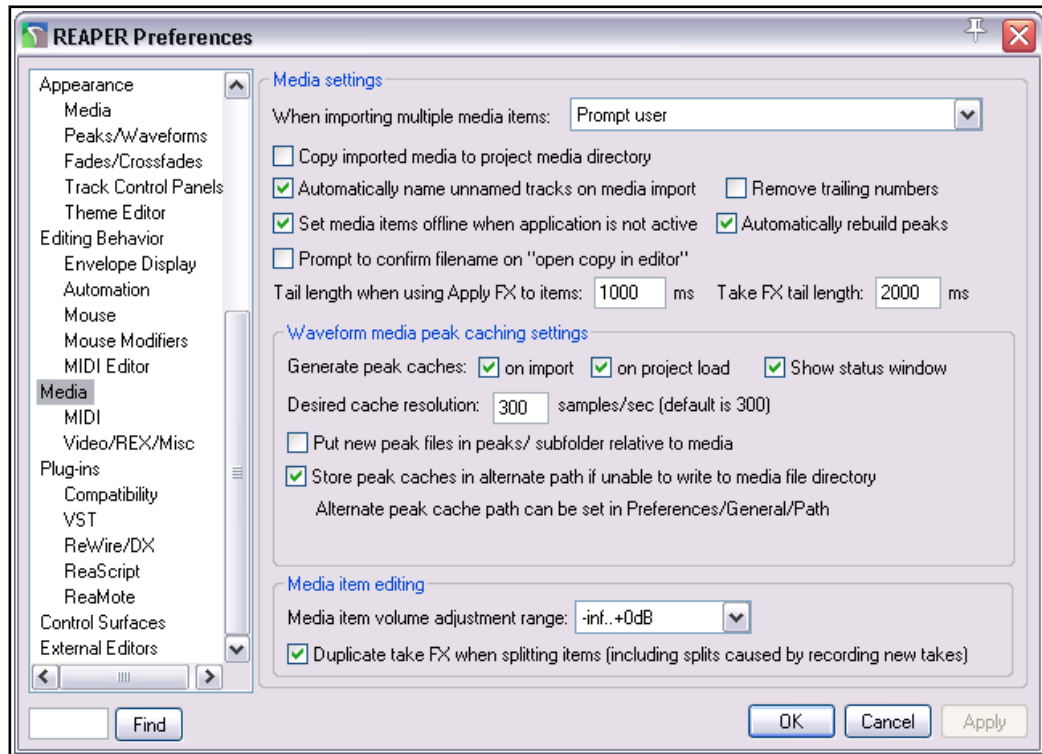 REAPER Preferences
Appearance
Media
Peaks/Waveforms
Fades/Crossfades
Track Control Panels
Theme Editor
Editing Behavior
Envelope Display
Automation
Mouse
Mouse Modifiers
MIDI Editor
Media
MIDI
Video/REX/Misc
Plug-ins
Compatibility
VST
ReWire/DX
ReaScript
ReaMote
Control Surfaces
External Editors
Find
Media settings
When importing multiple media items: Prompt user
Copy imported media to project media directory
Automatically name unnamed tracks on media import Remove trailing numbers
Set media items offline when application is not active Automatically rebuild peaks
Prompt to confirm filename on "open copy in editor"
Tail length when using Apply FX to items: 1000 ms Take FX tail length: 2000 ms
Waveform media peak caching settings
Generate peak caches: on import on project load Show status window
Desired cache resolution: 300 samples/sec (default is 300)
Put new peak files in peaks/ subfolder relative to media
Store peak caches in alternate path if unable to write to media file directory
Alternate peak cache path can be set in Preferences/General/Path
Media item editing
Media item volume adjustment range: -inf..+0dB
Duplicate take FX when splitting items (including splits caused by recording new takes)
OK Cancel Apply